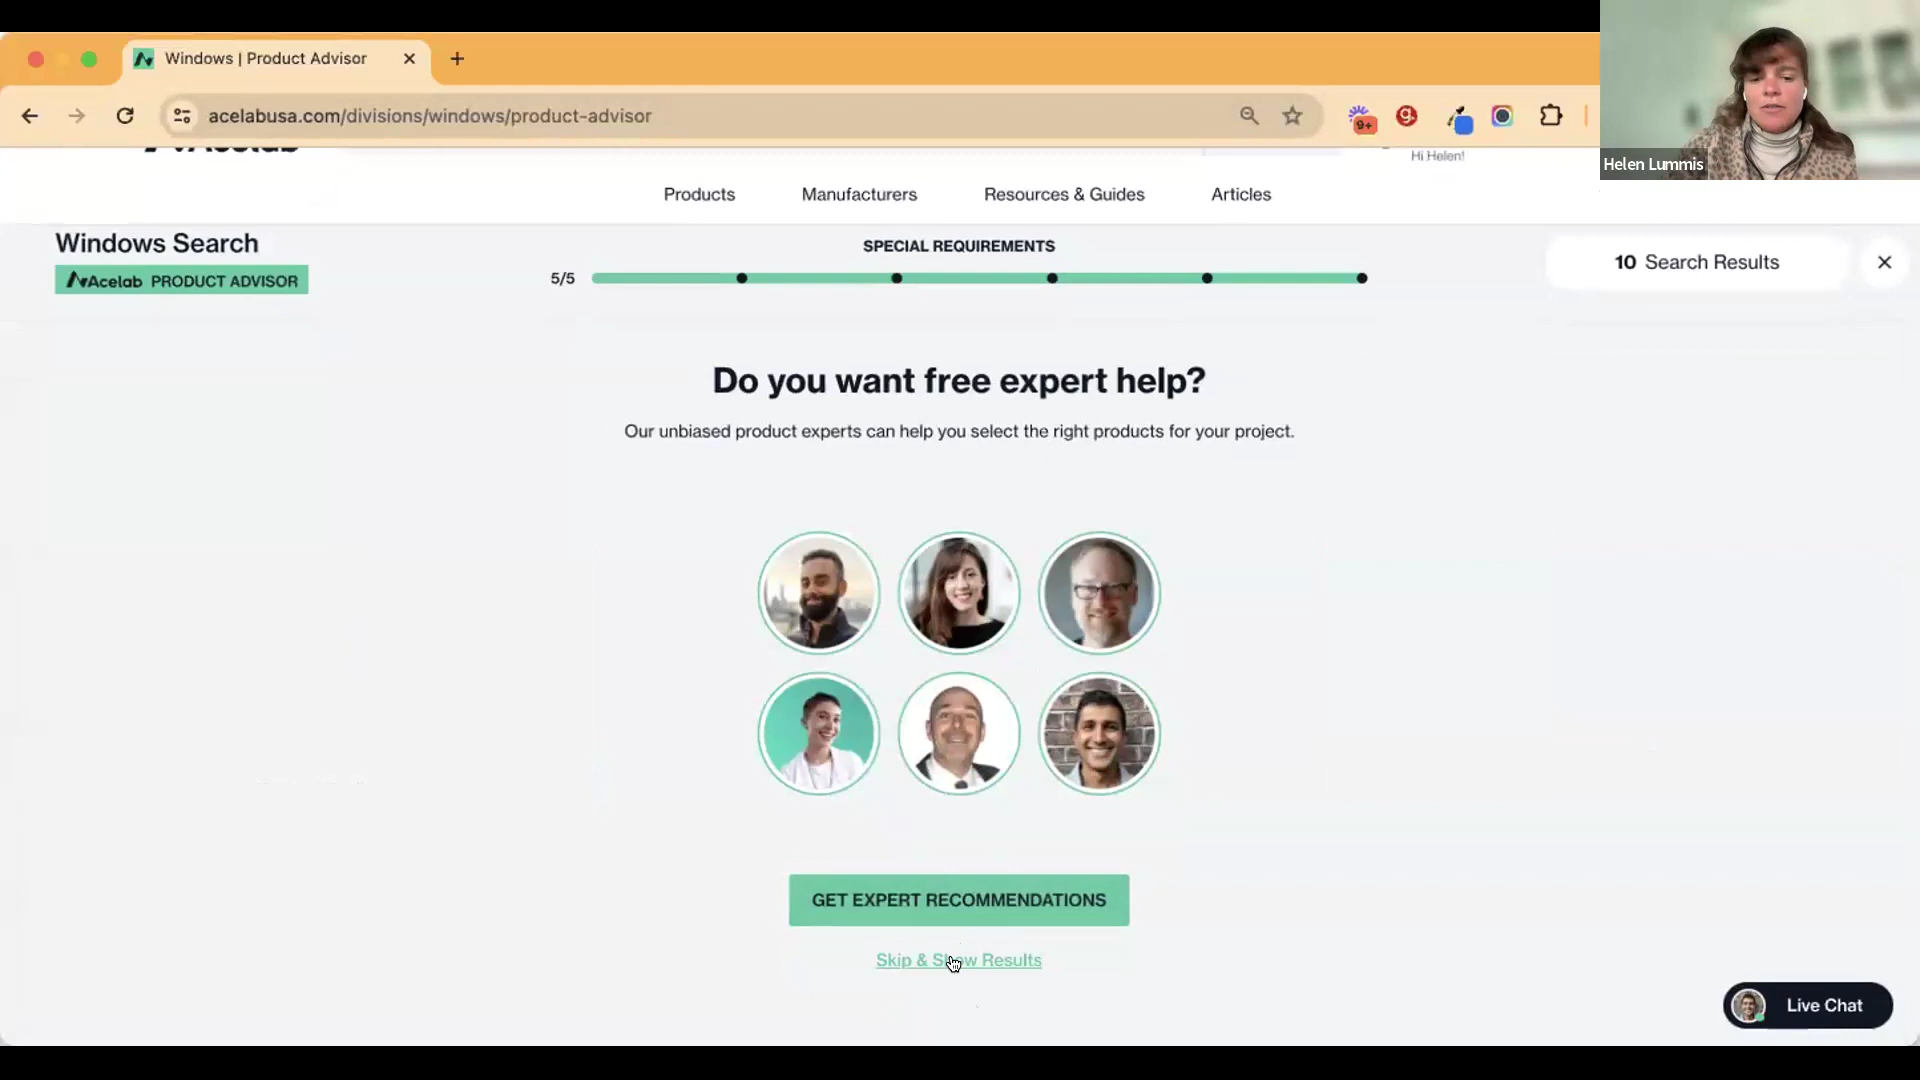 Windows | Product Advisor
acelabusa.com/divisions/windows/product-advisor
9+
Helen Lummis
Acelab
Hi Helen!
Products Manufacturers Resources & Guides Articles
Windows Search
Acelab PRODUCT ADVISOR
SPECIAL REQUIREMENTS
5/5
10 Search Results
Do you want free expert help?
Our unbiased product experts can help you select the right products for your project.
GET EXPERT RECOMMENDATIONS
Skip & Show Results
Live Chat